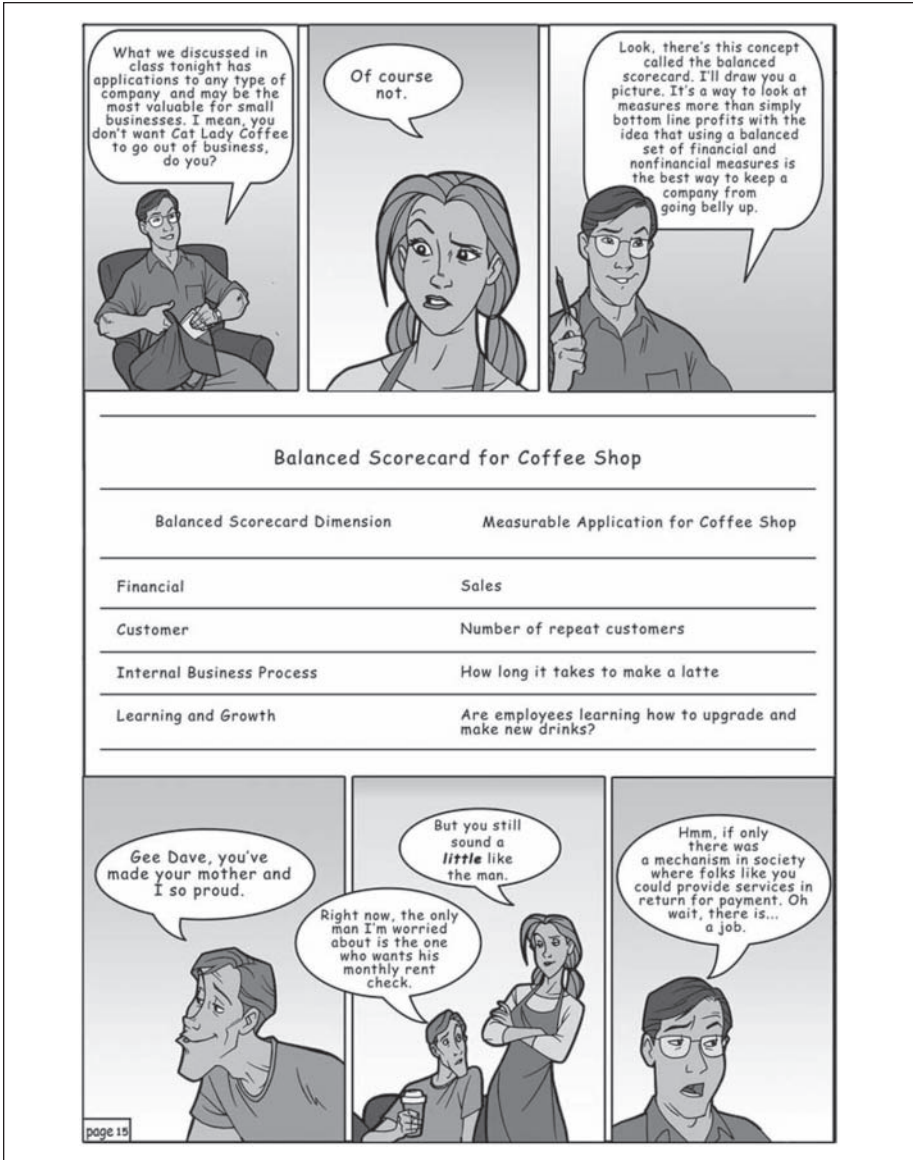 What we discussed in
class tonight has
applications to any type of
company and may be the
most valuable for small
businesses. I mean, you
don't want Cat Lady Coffee
to go out of business,
do you?
Of course
not.
Look, there's this concept
called the balanced
scorecard. I'll draw you a
picture. It's a way to look at
measures more than simply
bottom line profits with the
idea that using a balanced
set of financial and
nonfinancial measures is
the best way to keep a
company from
going belly up.
Balanced Scorecard for Coffee Shop
Balanced Scorecard Dimension
Measurable Application for Coffee Shop
Financial
Sales
Customer
Number of repeat customers
Internal Business Process
How long it takes to make a latte
Learning and Growth
Are employees learning how to upgrade and
make new drinks?
Gee Dave, you've
made your mother and
I so proud.
But you still
sound a
little like
the man.
Right now, the only
man I'm worried
about is the one
who wants his
monthly rent
check.
Hmm, if only
there was
a mechanism in society
where folks like you
could provide services in
return for payment. Oh
wait, there is...
a job.
page 15